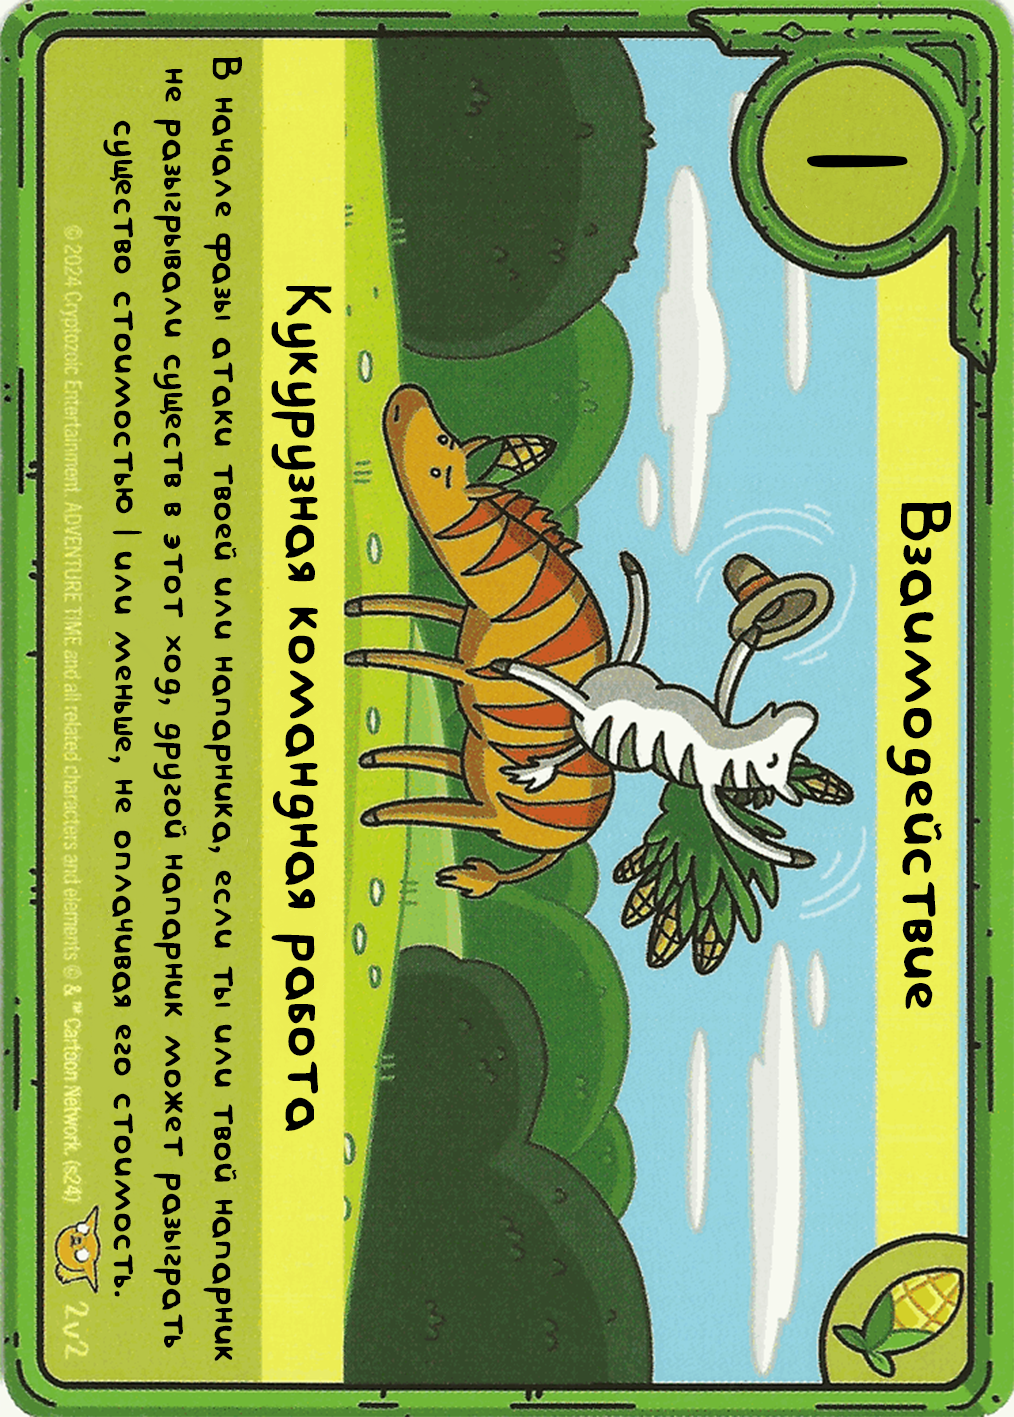 1
Взаимодействие
Кукурузная командная работа
В начале фазы атаки твоей или напарника, если ты или твой напарник
не разыгрывали существ в этот ход, другой напарник может разыграть
существо стоимостью 1 или меньше, не оплачивая его стоимость.
© 2024 Cryptozoic Entertainment. ADVENTURE TIME and all related characters and elements © & ™ Cartoon Network. (s24)
2v2